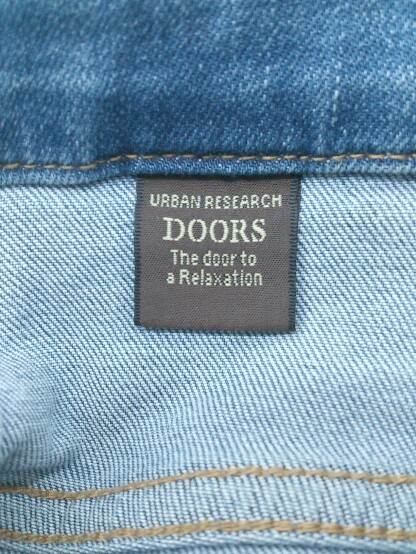 URBAN RESEARCH
DOORS
The door to
a Relaxation